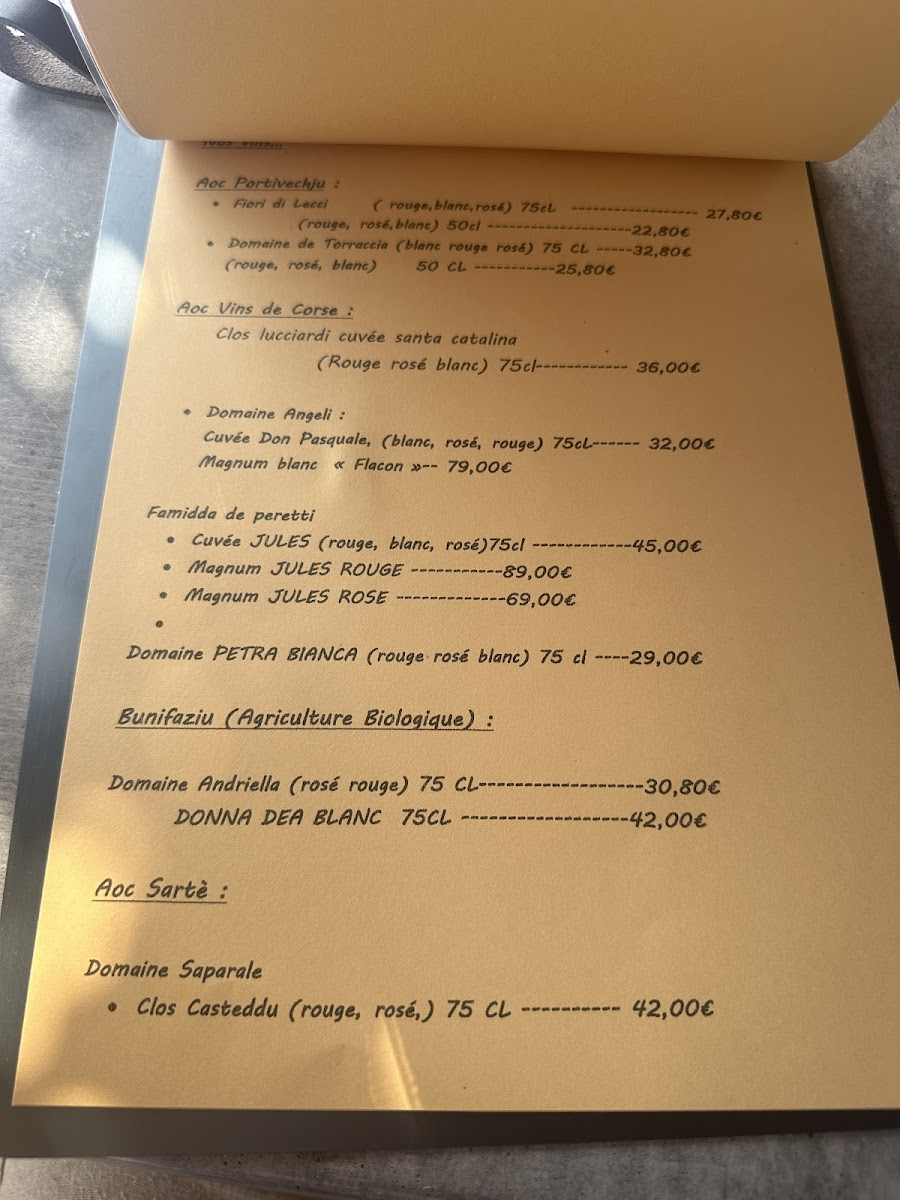 Nos vins...
Aoc Portivechju :
• Fiori di Lecci ( rouge,blanc,rosé) 75cL ------------------ 27,80€
(rouge, rosé,blanc) 50cl --------------------22,80€
• Domaine de Torraccia (blanc rouge rosé) 75 CL -----32,80€
(rouge, rosé, blanc) 50 CL -----------25,80€
Aoc Vins de Corse :
Clos lucciardi cuvée santa catalina
(Rouge rosé blanc) 75cl------------ 36,00€
• Domaine Angeli :
Cuvée Don Pasquale, (blanc, rosé, rouge) 75cL------ 32,00€
Magnum blanc « Flacon »-- 79,00€
Famidda de peretti
• Cuvée JULES (rouge, blanc, rosé)75cl ------------45,00€
• Magnum JULES ROUGE -----------89,00€
• Magnum JULES ROSE -------------69,00€
•
Domaine PETRA BIANCA (rouge rosé blanc) 75 cl ----29,00€
Bunifaziu (Agriculture Biologique) :
Domaine Andriella (rosé rouge) 75 CL------------------30,80€
DONNA DEA BLANC 75CL ------------------42,00€
Aoc Sartè :
Domaine Saparale
• Clos Casteddu (rouge, rosé,) 75 CL ---------- 42,00€